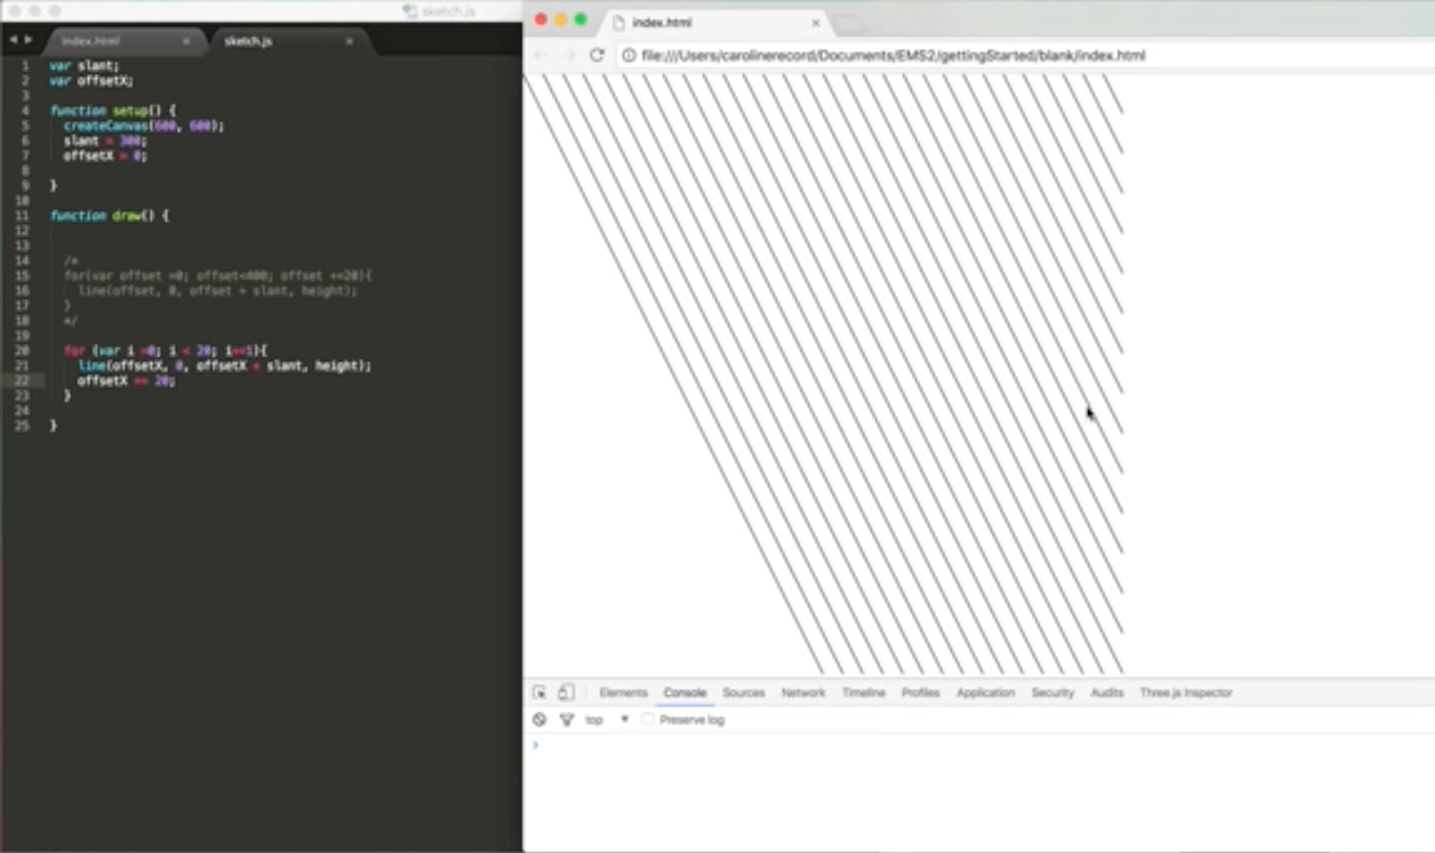 sketch.js
index.html
sketch.js
1 var slant;
2 var offsetX;
3
4 function setup() {
5 createCanvas(600, 600);
6 slant = 300;
7 offsetX = 0;
8
9 }
10
11 function draw() {
12
13
14 /*
15 for(var offset =0; offset<400; offset +=20){
16 line(offset, 0, offset + slant, height);
17 }
18 */
19
20 for (var i =0; i < 20; i+=1){
21 line(offsetX, 0, offsetX + slant, height);
22 offsetX += 20;
23 }
24
25 }
index.html
file:///Users/carolinerecord/Documents/EMS2/gettingStarted/blank/index.html
Elements Console Sources Network Timeline Profiles Application Security Audits Three.js Inspector
top Preserve log
>